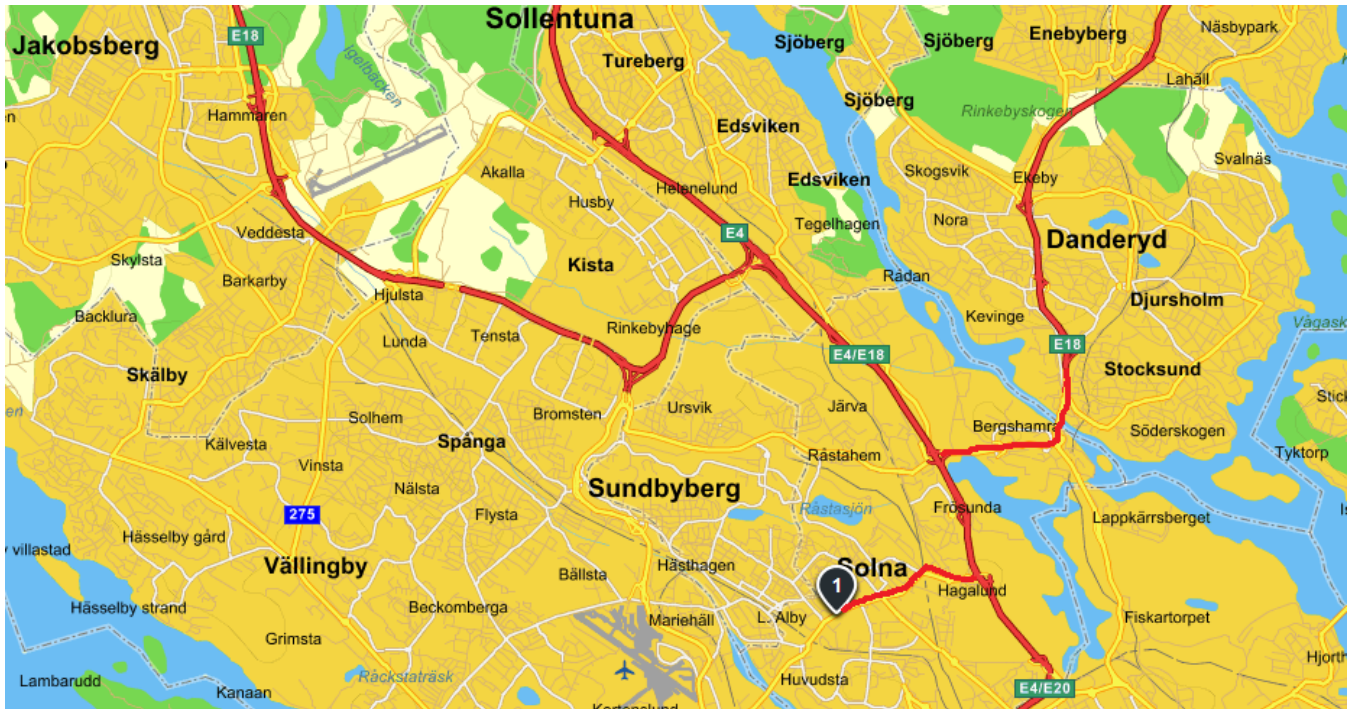 Sollentuna
Jakobsberg
E18
Igelbäcken
Tureberg
Sjöberg
Sjöberg
Enebyberg
Näsbypark
Lahäll
Hammaren
Sjöberg
Rinkebyskogen
Edsviken
Akalla
Svalnäs
Skogsvik
Ekeby
Helenelund
Edsviken
Husby
Nora
Tegelhagen
Veddesta
E4
Danderyd
Skylsta
Kista
Rådan
Barkarby
Hjulsta
Djursholm
Backlura
Kevinge
Rinkebyhage
Tensta
Lunda
E18
E4/E18
Stocksund
Skälby
Ursvik
Järva
Bromsten
Solhem
Bergshamra
Söderskogen
Kälvesta
Spånga
Råstahem
Tyktorp
Vinsta
Sundbyberg
Nälsta
Råstasjön
Frösunda
275
Flysta
Lappkärrsberget
Hässelby gård
villastad
Vällingby
Hästhagen
Solna
Bällsta
1
Hagalund
Hässelby strand
Beckomberga
Mariehäll
L. Alby
Fiskartorpet
Grimsta
Råckstaträsk
Huvudsta
Lambarudd
Kanaan
E4/E20